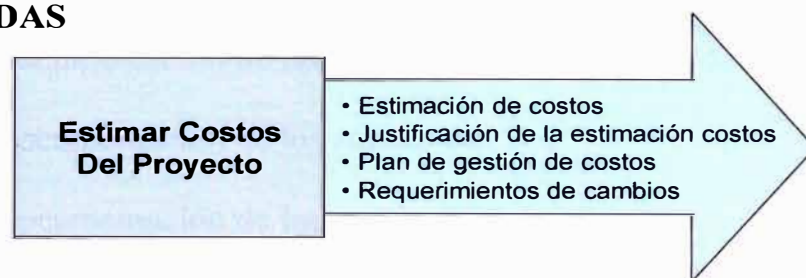 DAS
Estimar Costos
Del Proyecto
• Estimación de costos
• Justificación de la estimación costos
• Plan de gestión de costos
• Requerimientos de cambios